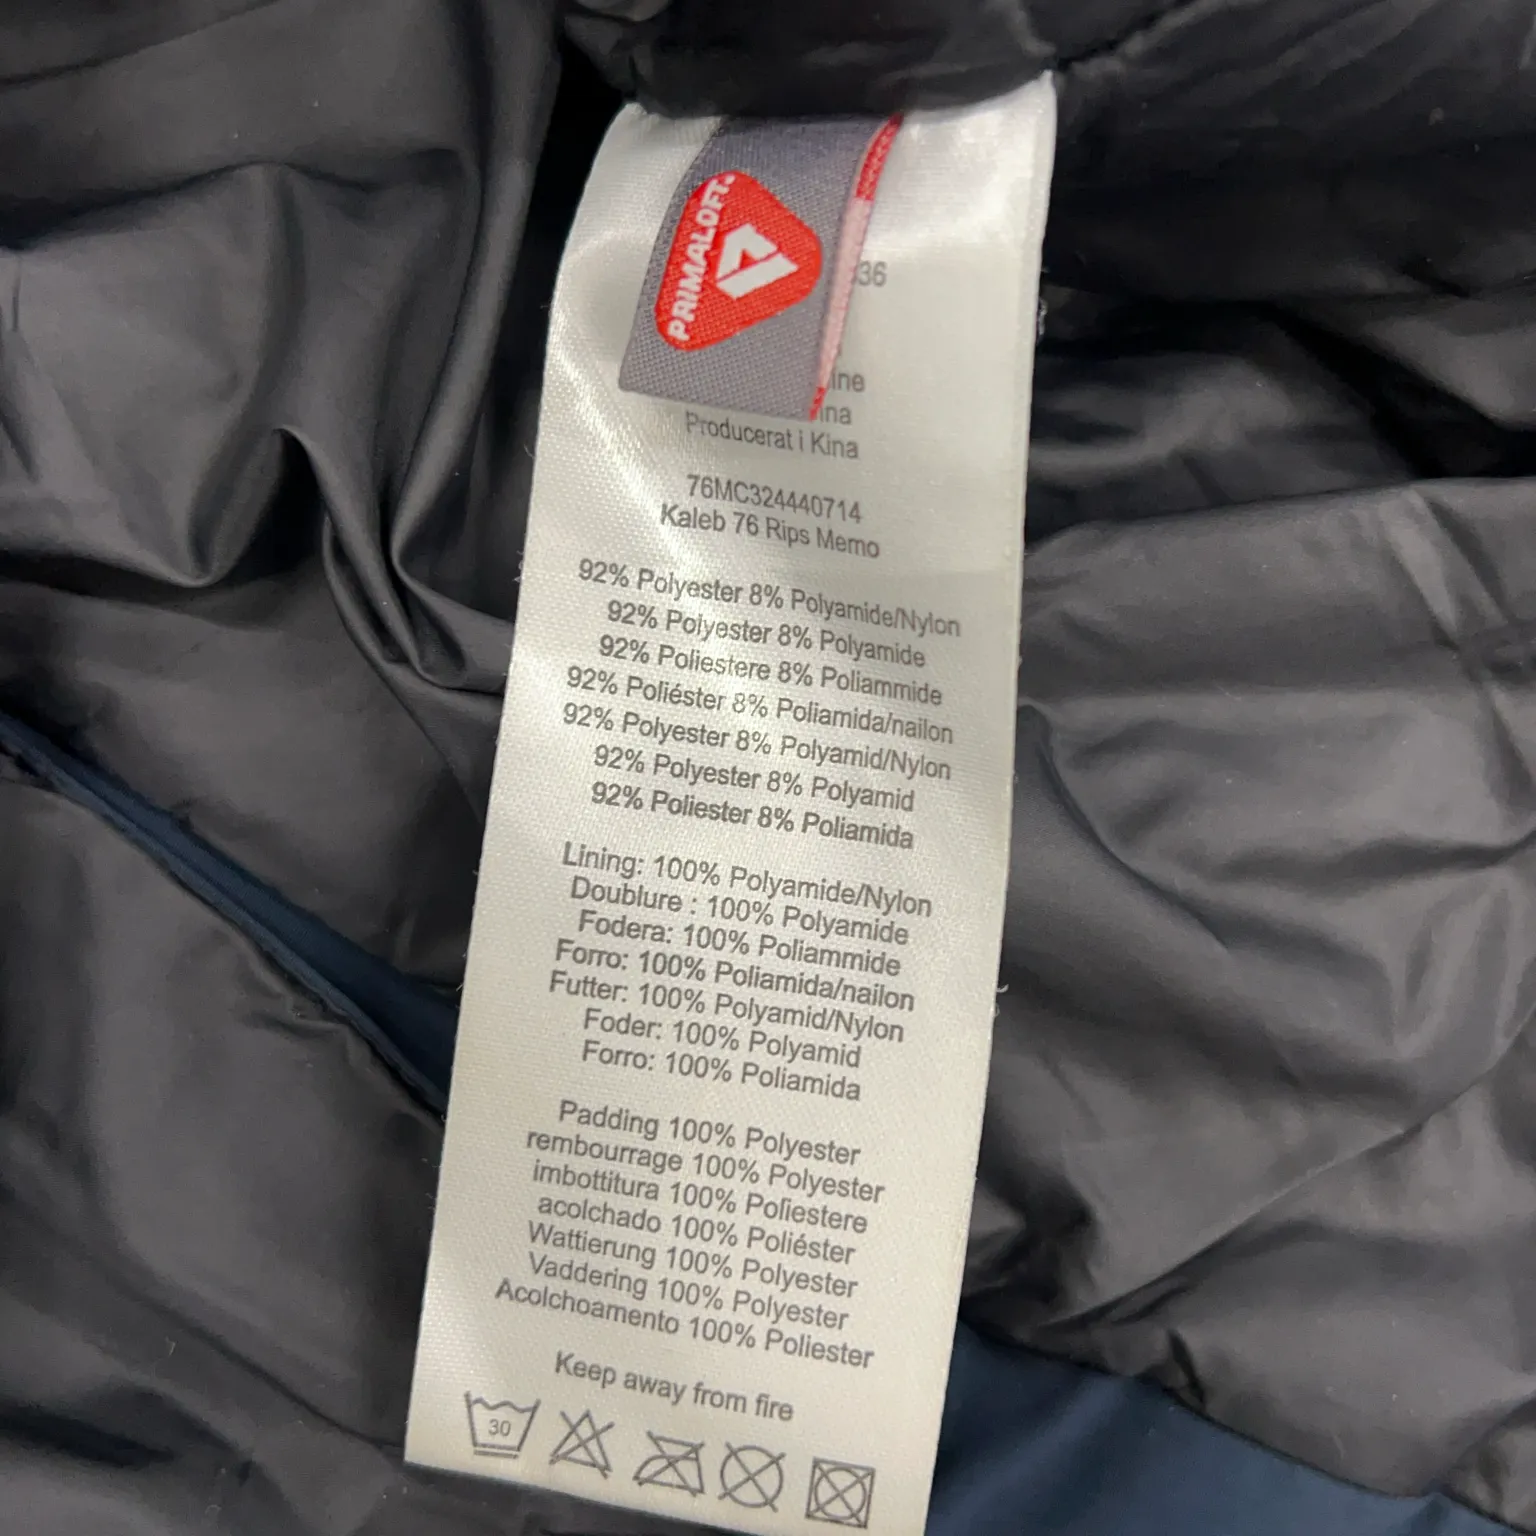 PRIMALOFT
36
Producerat i Kina
76MC324440714
Kaleb 76 Rips Memo
92% Polyester 8% Polyamide/Nylon
92% Polyester 8% Polyamide
92% Poliestere 8% Poliammide
92% Poliéster 8% Poliamida/nailon
92% Polyester 8% Polyamid/Nylon
92% Polyester 8% Polyamid
92% Poliester 8% Poliamida
Lining: 100% Polyamide/Nylon
Doublure : 100% Polyamide
Fodera: 100% Poliammide
Forro: 100% Poliamida/nailon
Futter: 100% Polyamid/Nylon
Foder: 100% Polyamid
Forro: 100% Poliamida
Padding 100% Polyester
rembourrage 100% Polyester
imbottitura 100% Poliestere
acolchado 100% Poliéster
Wattierung 100% Polyester
Vaddering 100% Polyester
Acolchoamento 100% Poliester
Keep away from fire
30